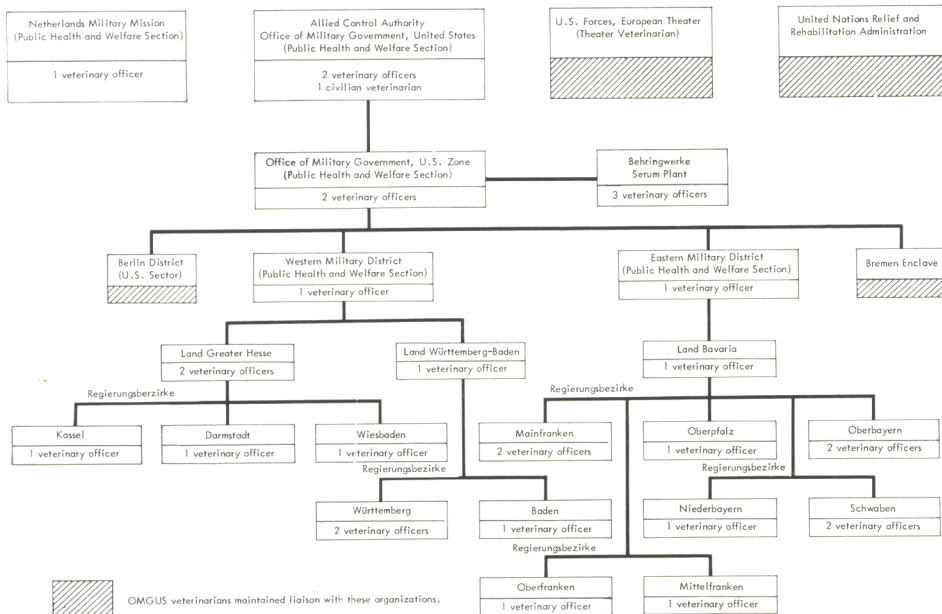 Netherlands Military Mission
(Public Health and Welfare Section)
1 veterinary officer
Allied Control Authority
Office of Military Government, United States
(Public Health and Welfare Section)
2 veterinary officers
1 civilian veterinarian
U.S. Forces, European Theater
(Theater Veterinarian)
United Nations Relief and
Rehabilitation Administration
Office of Military Government, U.S. Zone
(Public Health and Welfare Section)
2 veterinary officers
Behringwerke
Serum Plant
3 veterinary officers
Berlin District
(U.S. Sector)
Western Military District
(Public Health and Welfare Section)
1 veterinary officer
Eastern Military District
(Public Health and Welfare Section)
1 veterinary officer
Bremen Enclave
Land Greater Hesse
2 veterinary officers
Land Württemberg-Baden
1 veterinary officer
Land Bavaria
1 veterinary officer
Regierungsberzirke
Kassel
1 veterinary officer
Darmstadt
1 veterinary officer
Wiesbaden
1 veterinary officer
Regierungsbezirke
Mainfranken
2 veterinary officers
Oberpfalz
1 veterinary officer
Oberbayern
2 veterinary officers
Regierungsbezirke
Württemberg
2 veterinary officers
Baden
1 veterinary officer
Regierungsbezirke
Niederbayern
1 veterinary officer
Schwaben
2 veterinary officers
Regierungsbezirke
Oberfranken
1 veterinary officer
Mittelfranken
1 veterinary officer
OMGUS veterinarians maintained liaison with these organizations.